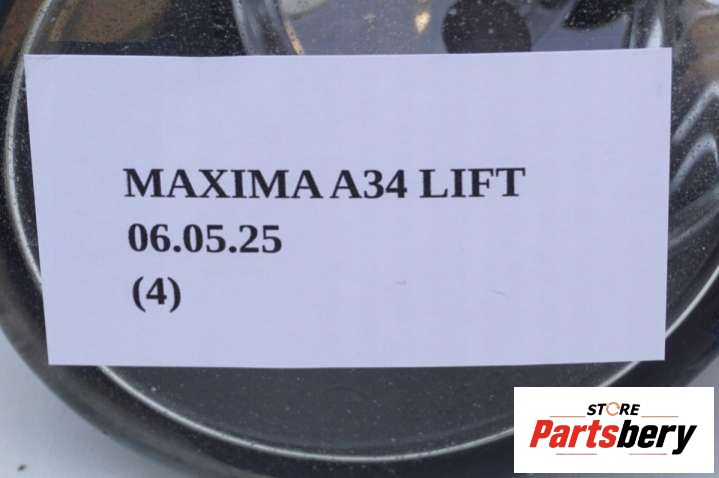 MAXIMA A34 LIFT
06.05.25
(4)
STORE
Partsbery